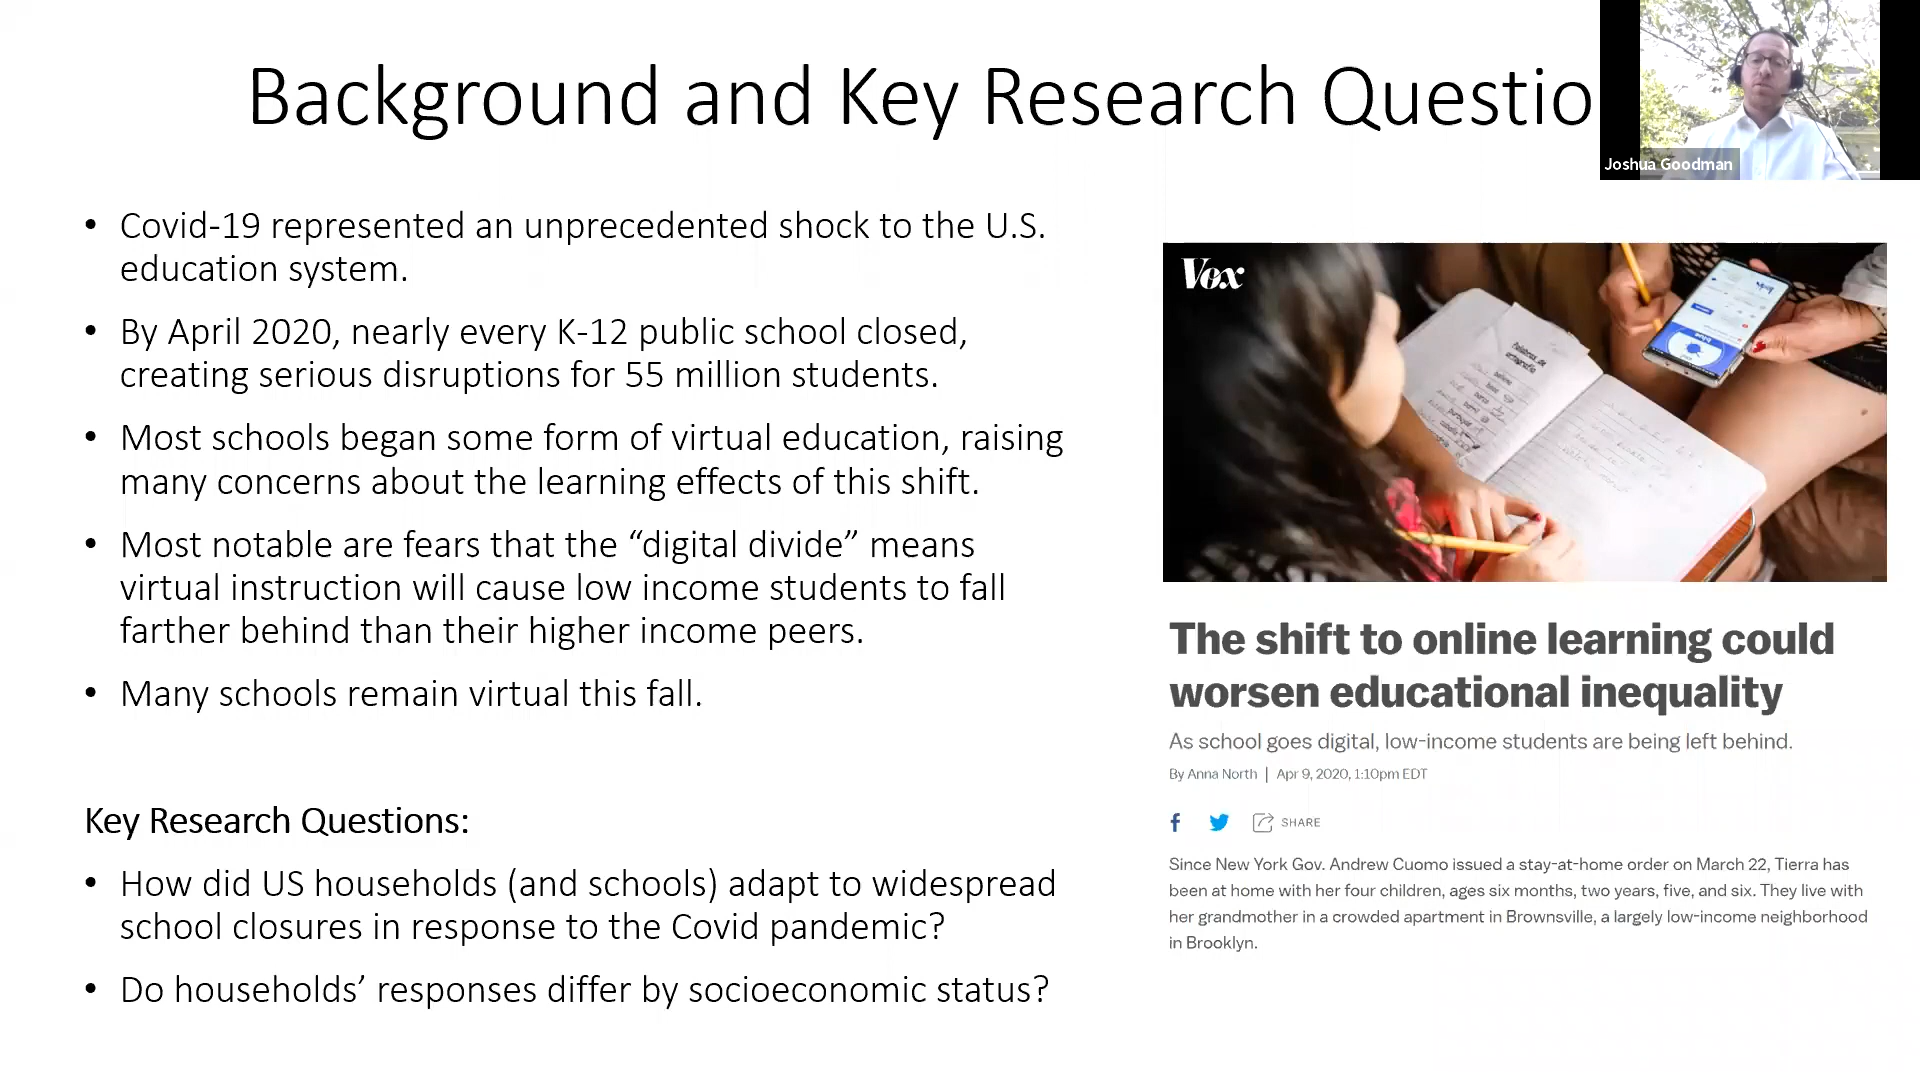 Background and Key Research Questio
Joshua Goodman
• Covid-19 represented an unprecedented shock to the U.S.
education system.
• By April 2020, nearly every K-12 public school closed,
creating serious disruptions for 55 million students.
• Most schools began some form of virtual education, raising
many concerns about the learning effects of this shift.
• Most notable are fears that the “digital divide” means
virtual instruction will cause low income students to fall
farther behind than their higher income peers.
• Many schools remain virtual this fall.
Key Research Questions:
• How did US households (and schools) adapt to widespread
school closures in response to the Covid pandemic?
• Do households’ responses differ by socioeconomic status?
Vox
The shift to online learning could
worsen educational inequality
As school goes digital, low-income students are being left behind.
By Anna North | Apr 9, 2020, 1:10pm EDT
SHARE
Since New York Gov. Andrew Cuomo issued a stay-at-home order on March 22, Tierra has
been at home with her four children, ages six months, two years, five, and six. They live with
her grandmother in a crowded apartment in Brownsville, a largely low-income neighborhood
in Brooklyn.